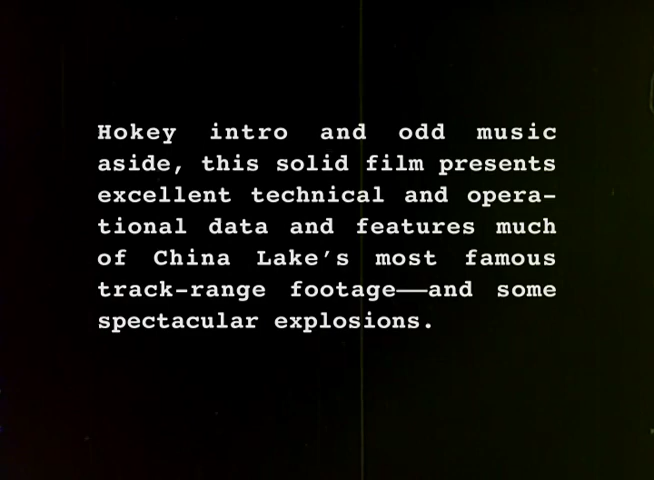 Hokey intro and odd music
aside, this solid film presents
excellent technical and opera-
tional data and features much
of China Lake's most famous
track-range footage——and some
spectacular explosions.